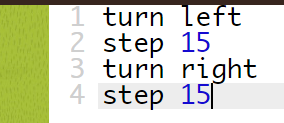 1 turn left
2 step 15
3 turn right
4 step 15